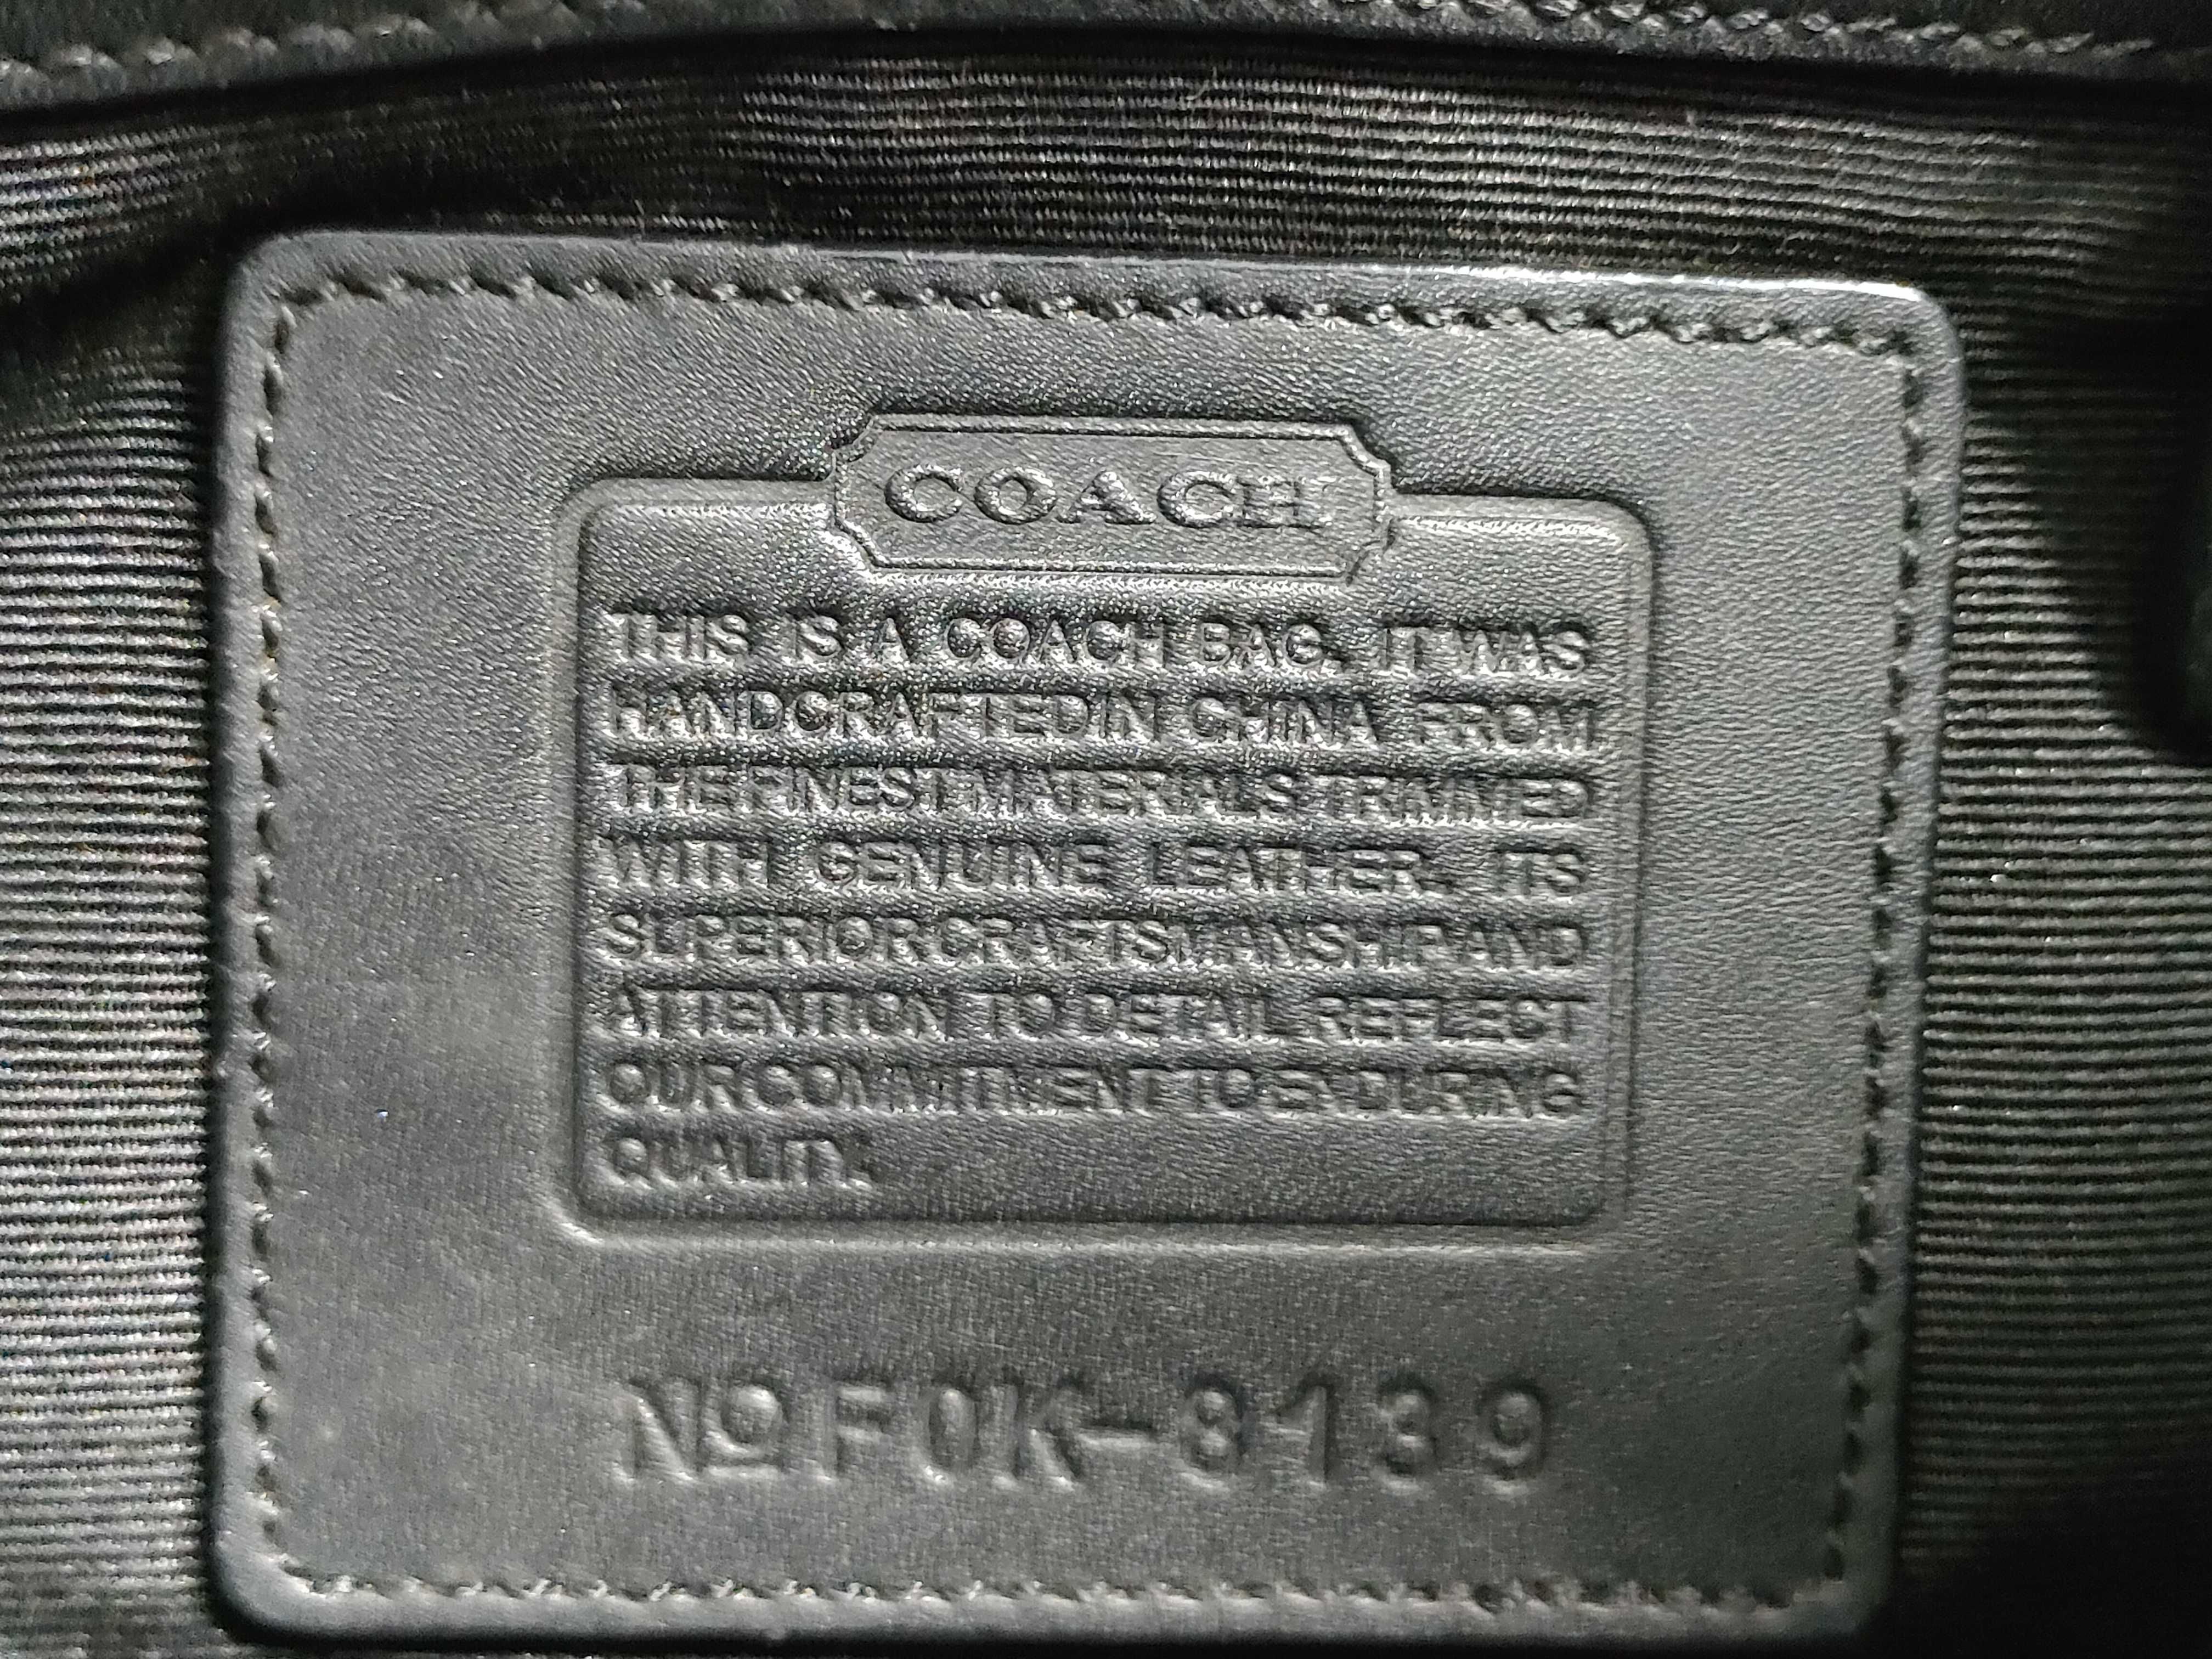 COACH
THIS IS A COACH BAG. IT WAS
HANDCRAFTED IN CHINA FROM
THE FINEST MATERIALS TRIMMED
WITH GENUINE LEATHER. ITS
SUPERIOR CRAFTSMANSHIP AND
ATTENTION TO DETAIL REFLECT
OUR COMMITMENT TO ENDURING
QUALITY.
№ F0K-8139